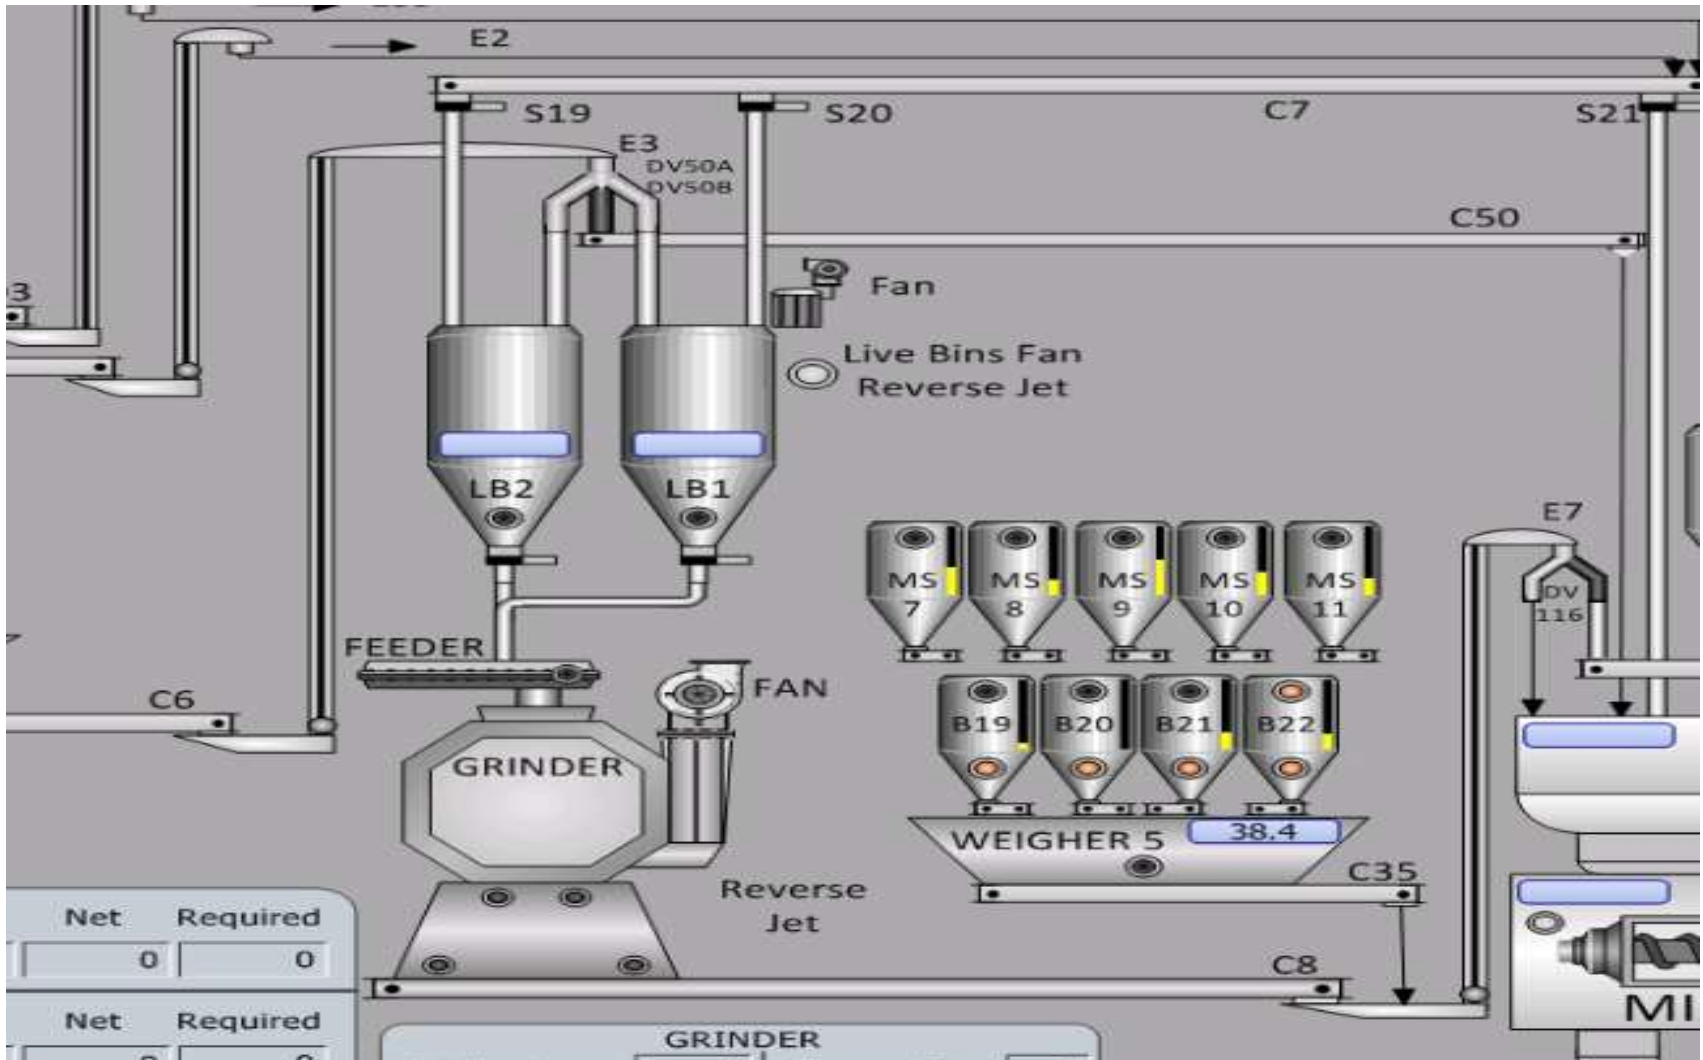 E2
S19
S20
C7
S21
E3
DV50A
DV50B
C50
Fan
Live Bins Fan
Reverse Jet
LB2
LB1
E7
MS
7
MS
8
MS
9
MS
10
MS
11
DV
116
FEEDER
FAN
C6
B19
B20
B21
B22
GRINDER
WEIGHER 5
38.4
C35
Reverse
Jet
Net
Required
0
0
C8
Net
Required
GRINDER